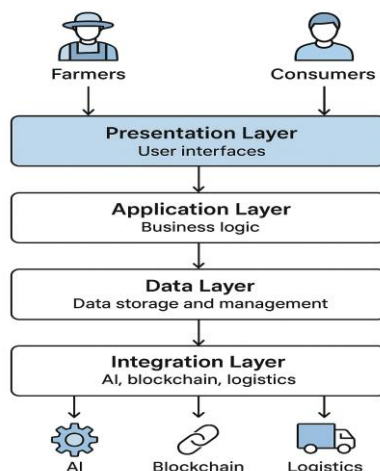 Farmers
Consumers
Presentation Layer
User interfaces
Application Layer
Business logic
Data Layer
Data storage and management
Integration Layer
AI, blockchain, logistics
AI
Blockchain
Logistics